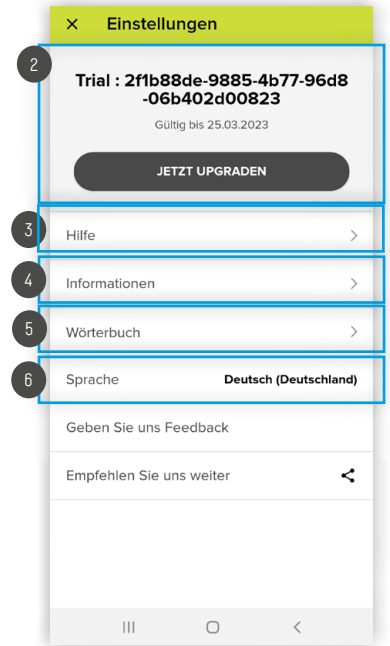 × Einstellungen
2
Trial : 2f1b88de-9885-4b77-96d8
-06b402d00823
Gültig bis 25.03.2023
JETZT UPGRADEN
3
Hilfe
4
Informationen
5
Wörterbuch
6
Sprache Deutsch (Deutschland)
Geben Sie uns Feedback
Empfehlen Sie uns weiter